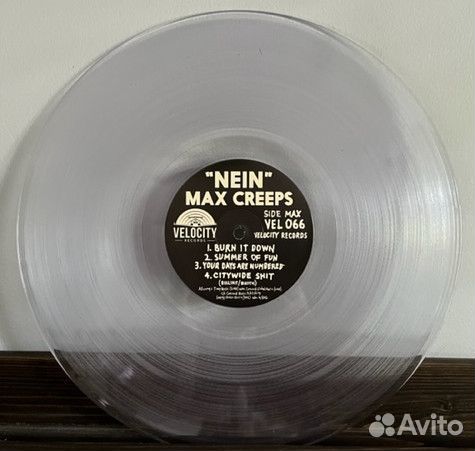 "NEIN"
MAX CREEPS
VELOCITY
RECORDS
SIDE MAX
VEL 066
VELOCITY RECORDS
1. BURN IT DOWN
2. SUMMER OF FUN
3. YOUR DAYS ARE NUMBERED
4. CITYWIDE SHIT
Avito